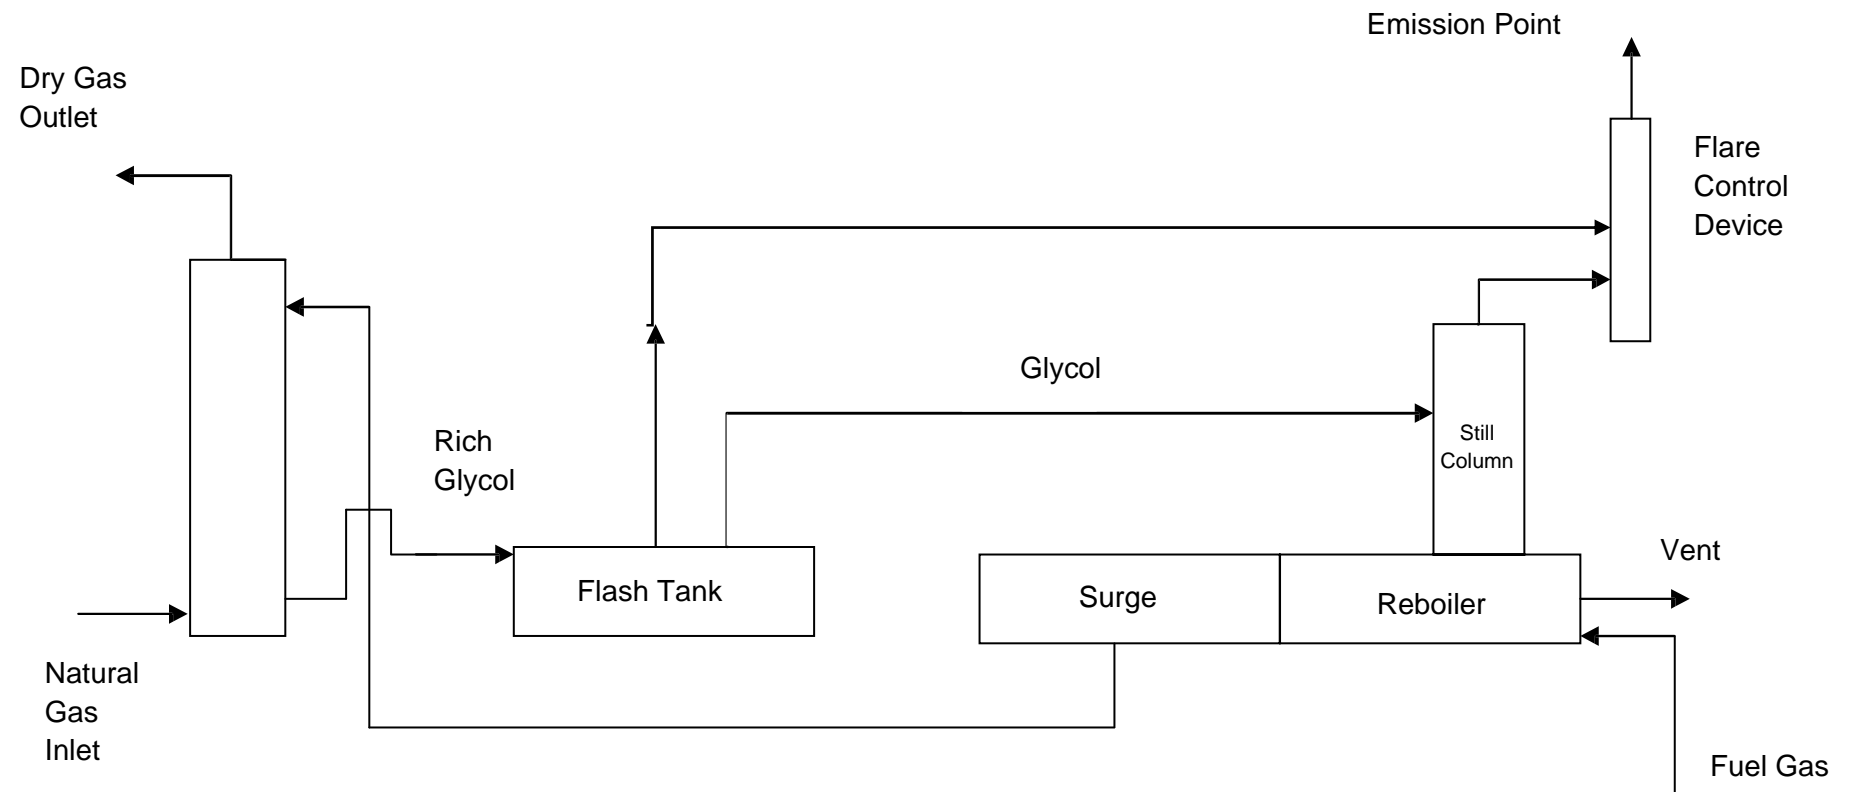 Emission Point
Dry Gas
Outlet
Flare
Control
Device
Glycol
Rich
Glycol
Still
Column
Vent
Flash Tank
Surge
Reboiler
Natural
Gas
Inlet
Fuel Gas